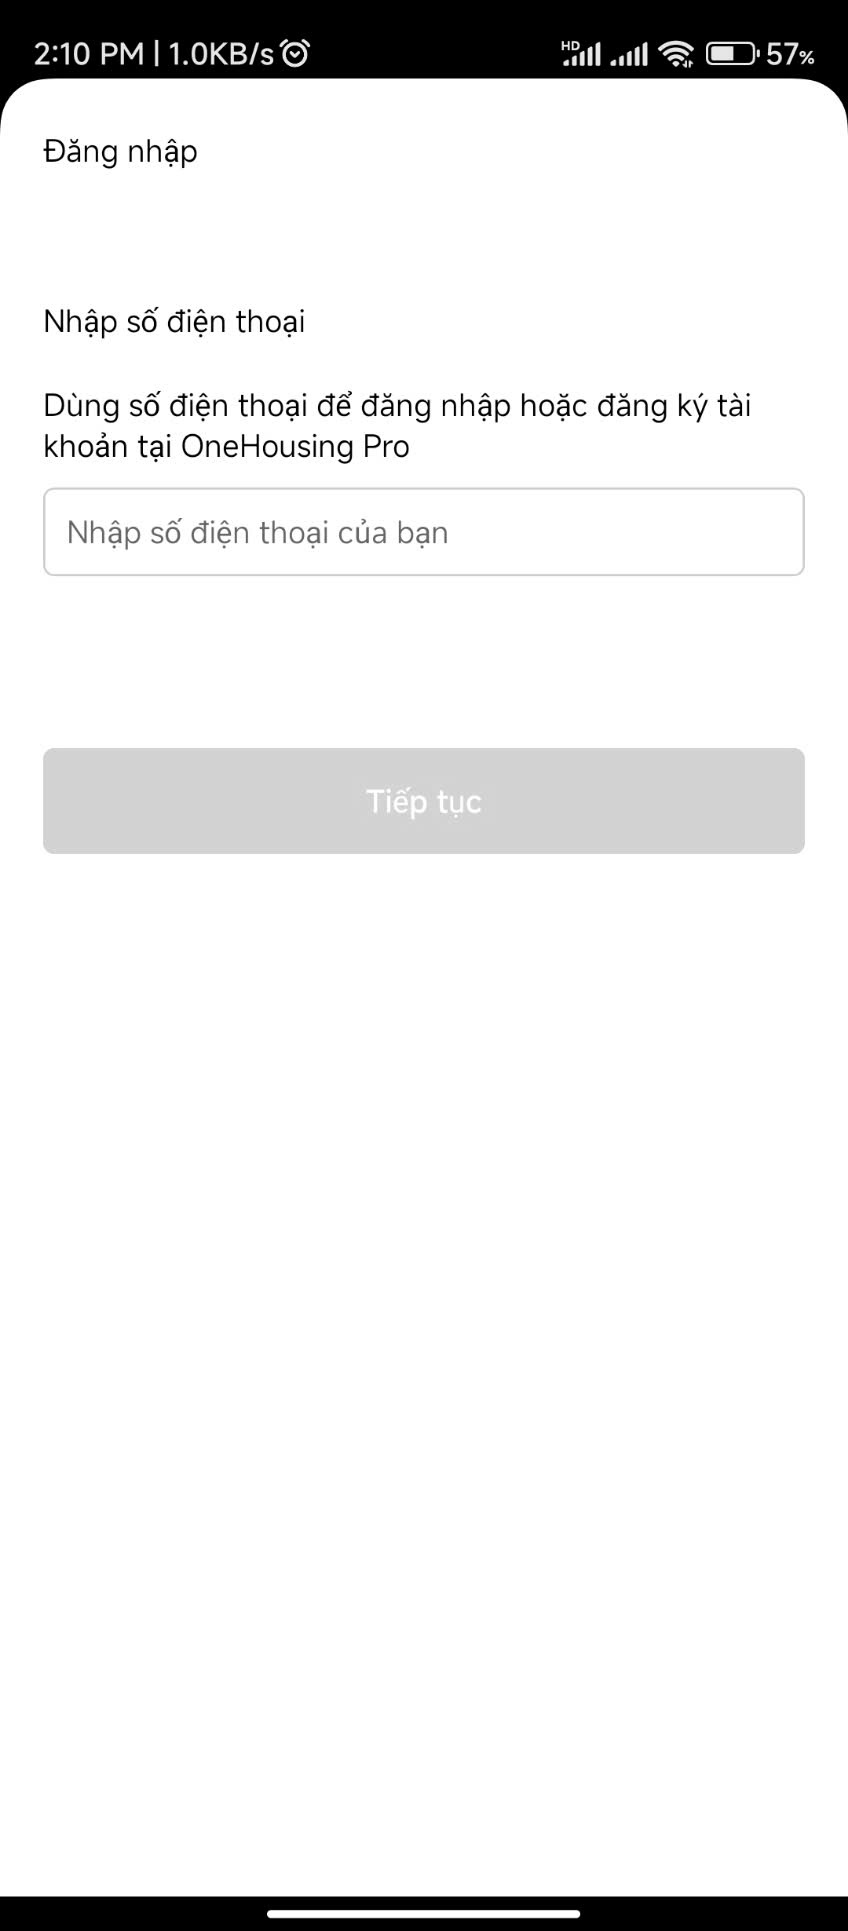 2:10 PM | 1.0KB/s
HD
57%
Đăng nhập
Nhập số điện thoại
Dùng số điện thoại để đăng nhập hoặc đăng ký tài
khoản tại OneHousing Pro
Nhập số điện thoại của bạn
Tiếp tục